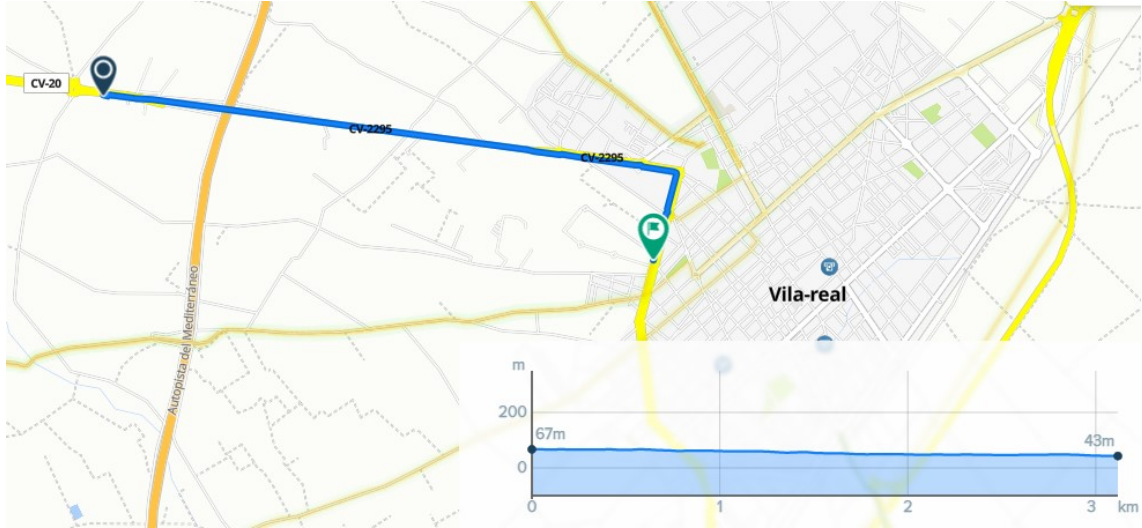 CV-20
CV-2295
CV-2295
Autopista del Mediterráneo
Vila-real
m
200
67m
43m
0
0
1
2
3
km